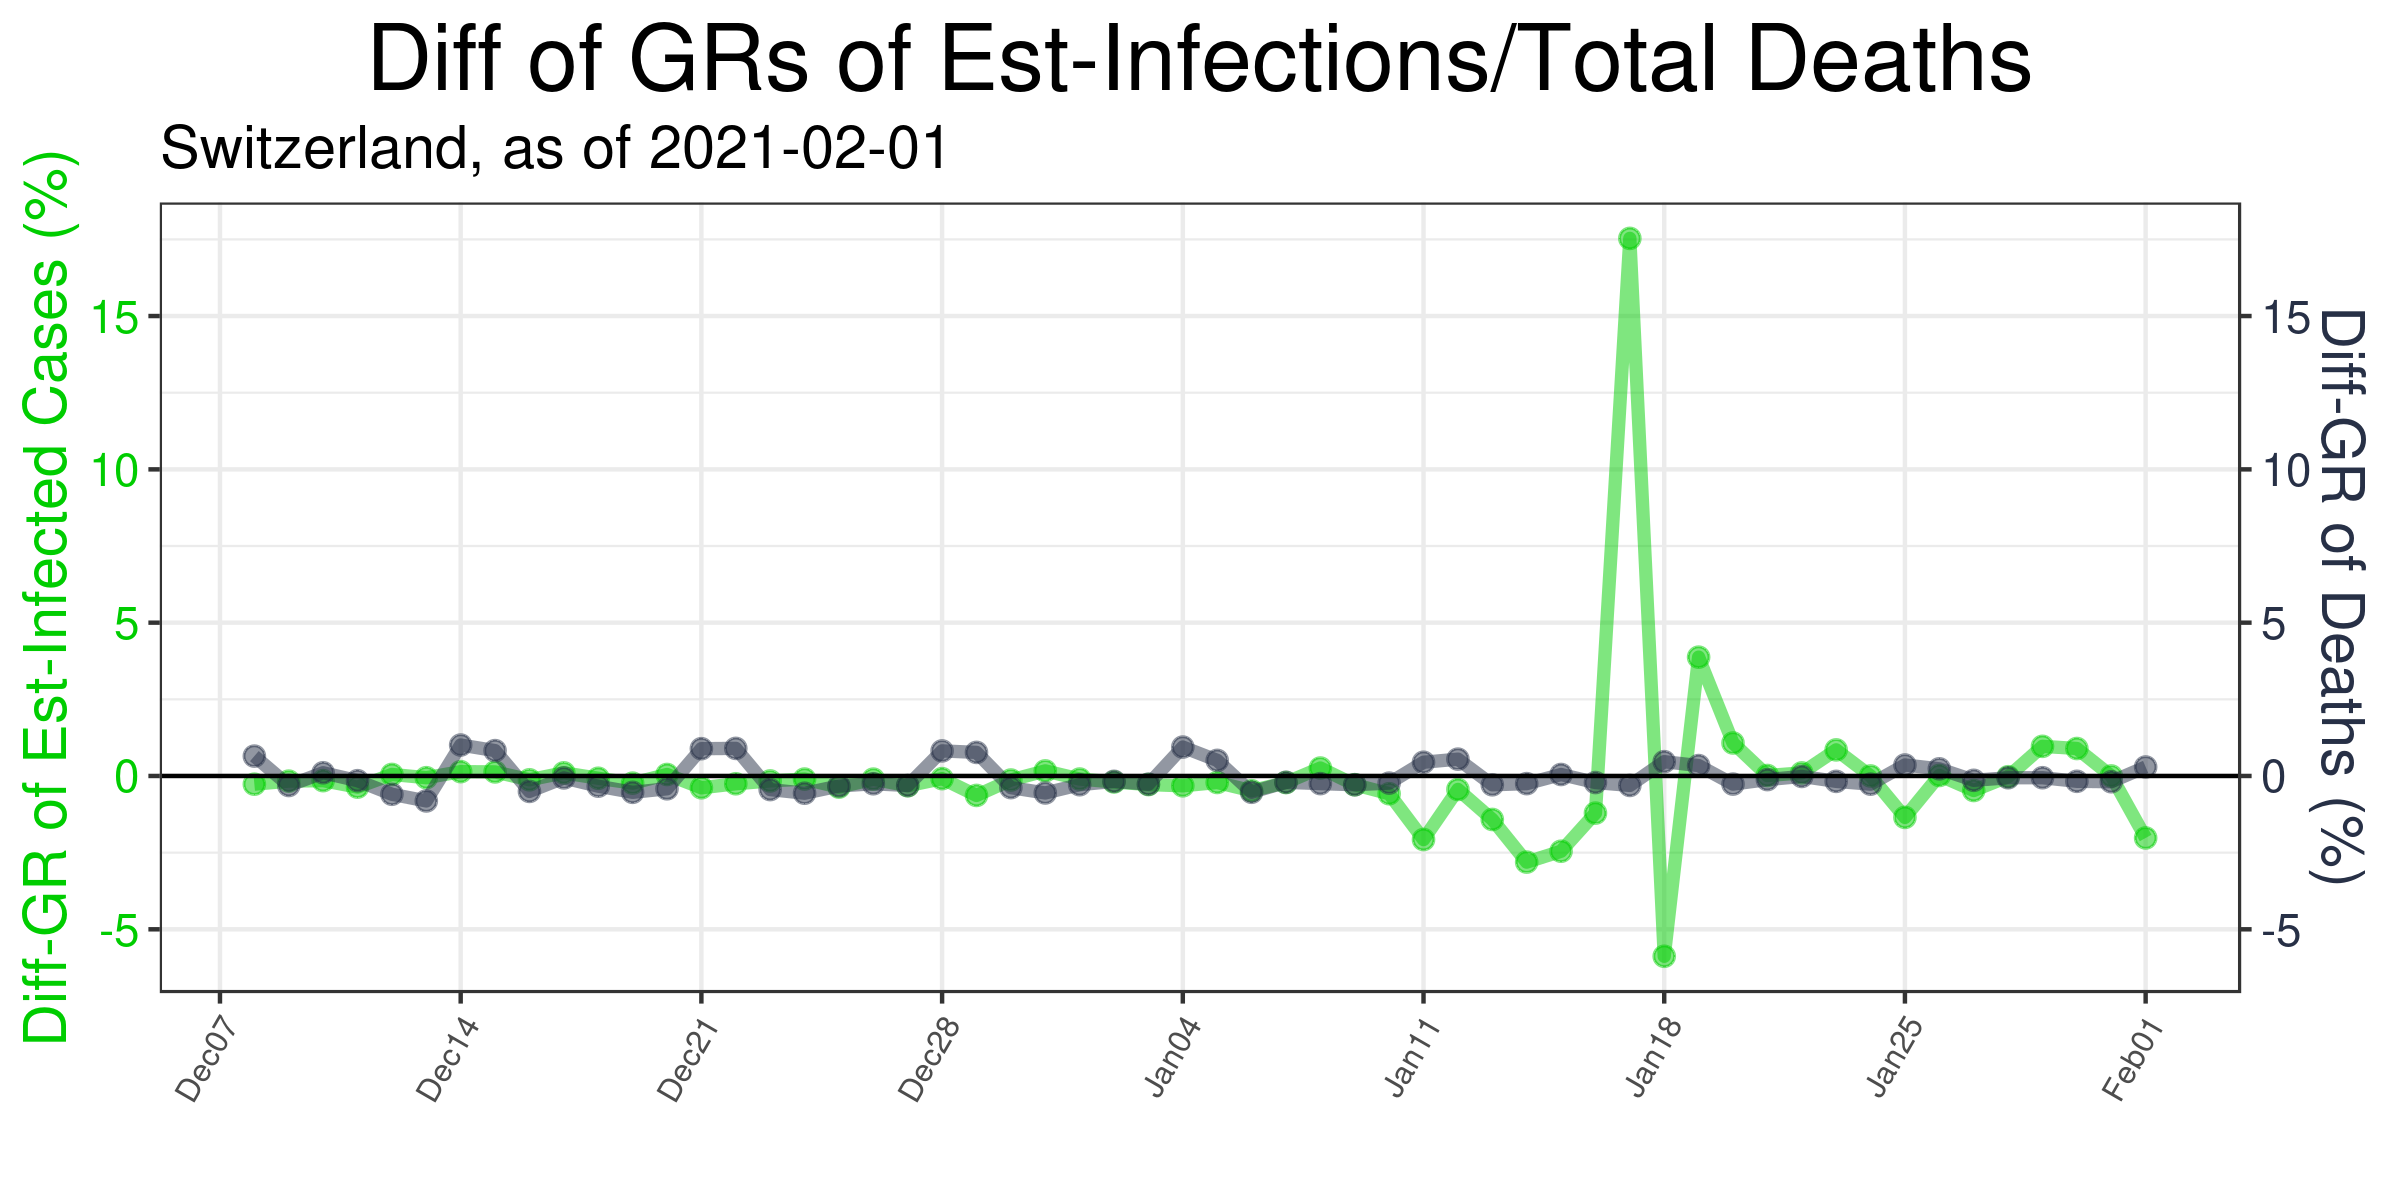 Diff of GRs of Est-Infections/Total Deaths
Switzerland, as of 2021-02-01
Diff-GR of Est-Infected Cases (%)
15
10
5
0
-5
15
10
5
0
-5
Diff-GR of Deaths (%)
Dec07
Dec14
Dec21
Dec28
Jan04
Jan11
Jan18
Jan25
Feb01